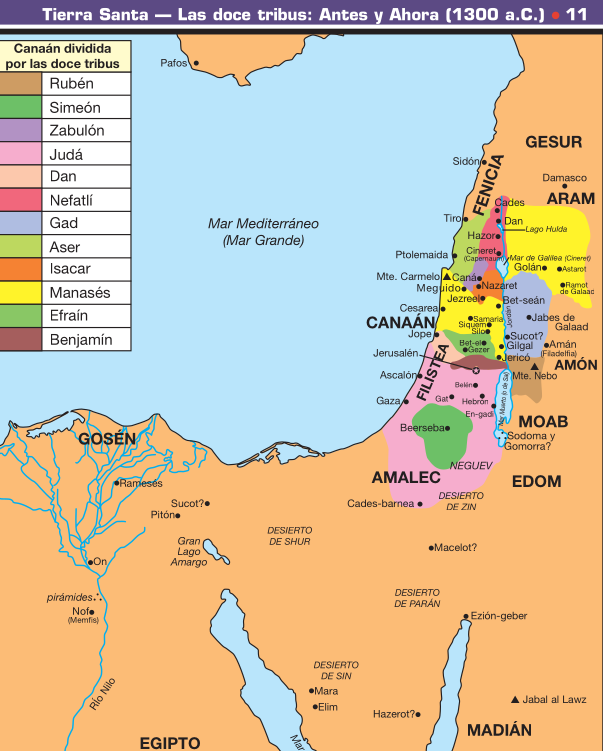 Tierra Santa — Las doce tribus: Antes y Ahora (1300 a.C.) • 11
Canaán dividida
por las doce tribus
Rubén
Simeón
Zabulón
Judá
Dan
Nefatlí
Gad
Aser
Isacar
Manasés
Efraín
Benjamín
Pafos
Mar Mediterráneo
(Mar Grande)
GESUR
Sidón
FENICIA
Damasco
ARAM
Cades
Tiro
Dan
Lago Hulda
Hazor
Ptolemaida
Cineret
(Capernaum)
Mar de Galilea (Cineret)
Golán
Astarot
Mte. Carmelo
Caná
Ramot
de Galaac
Meguido
Nazaret
Jezreel
Bet-seán
Cesarea
Samaria
Jordán
Jabes de
Galaad
CANAÁN
Siquem
Silo
Jope
Sucot?
Bet-el
Gilgal
Amán
(Filadelfia)
Gezer
Jerusalén
Jericó
AMÓN
FILISTEA
Mte. Nebo
Ascalón
Belén
Mar Muerto (o de Sal)
Gaza
Gat
Hebrón
En-gadi
MOAB
Beerseba
Sodoma y
Gomorra?
NEGUEV
GOSÉN
AMALEC
EDOM
Rameses
DESIERTO
DE ZIN
Sucot?
Cades-barnea
Pitón
DESIERTO
DE SHUR
Gran
Lago
Amargo
Macelot?
On
pirámides
DESIERTO
DE PARÁN
Nof
(Memfis)
Ezión-geber
DESIERTO
DE SIN
Río Nilo
Mara
Elim
Jabal al Lawz
Hazerot?
Mar
MADIÁN
EGIPTO